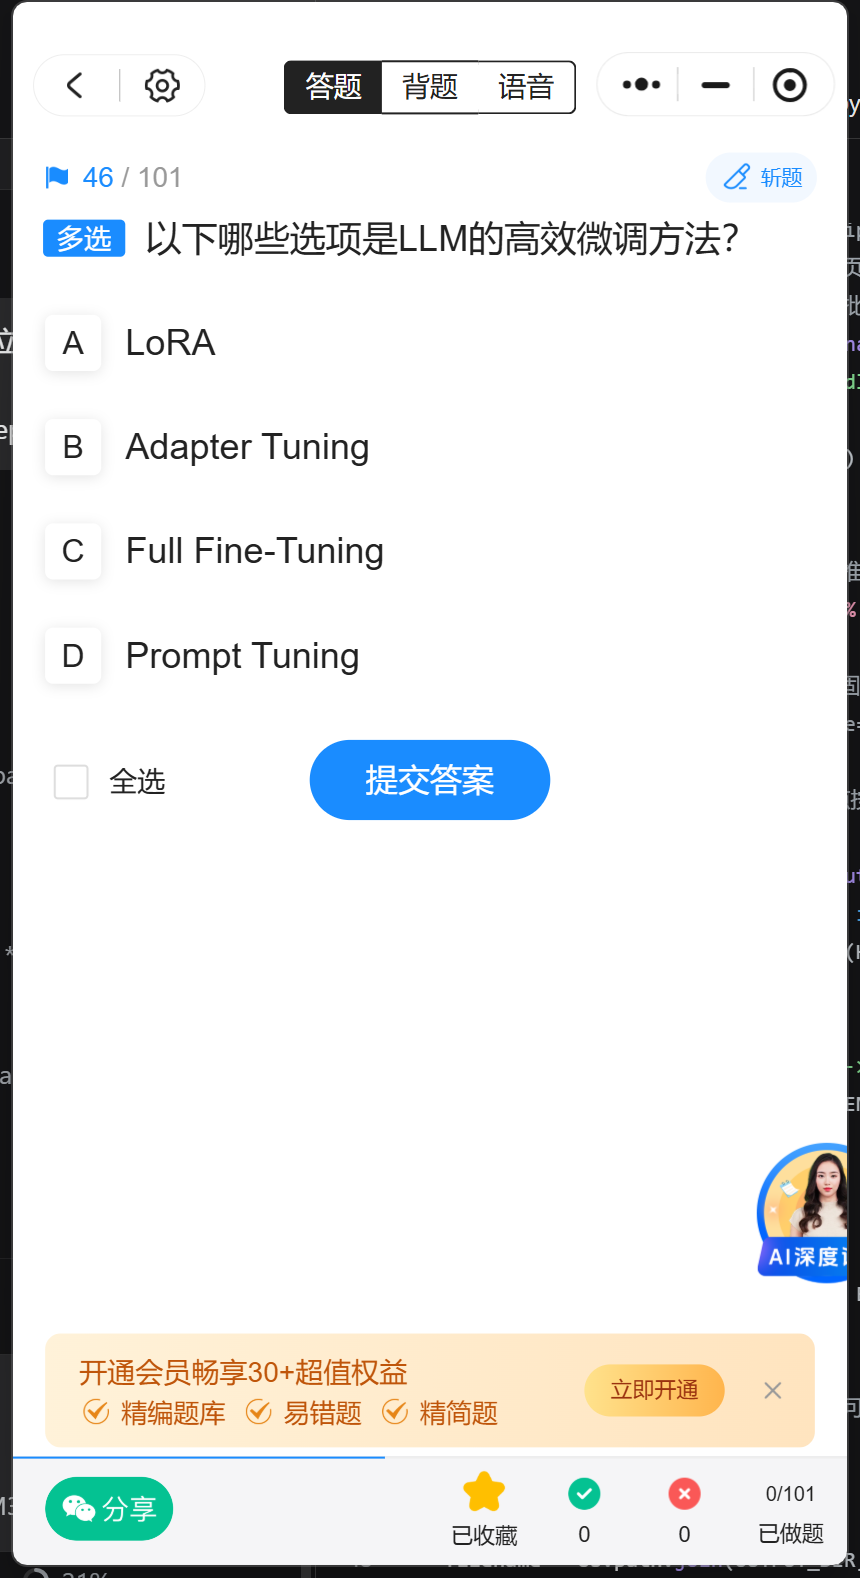 答题 背题 语音
46 / 101
斩题
多选 以下哪些选项是LLM的高效微调方法?
A LoRA
B Adapter Tuning
C Full Fine-Tuning
D Prompt Tuning
全选
提交答案
AI深度
开通会员畅享30+超值权益
精编题库 易错题 精简题
立即开通
分享
已收藏
0
0
0/101
已做题